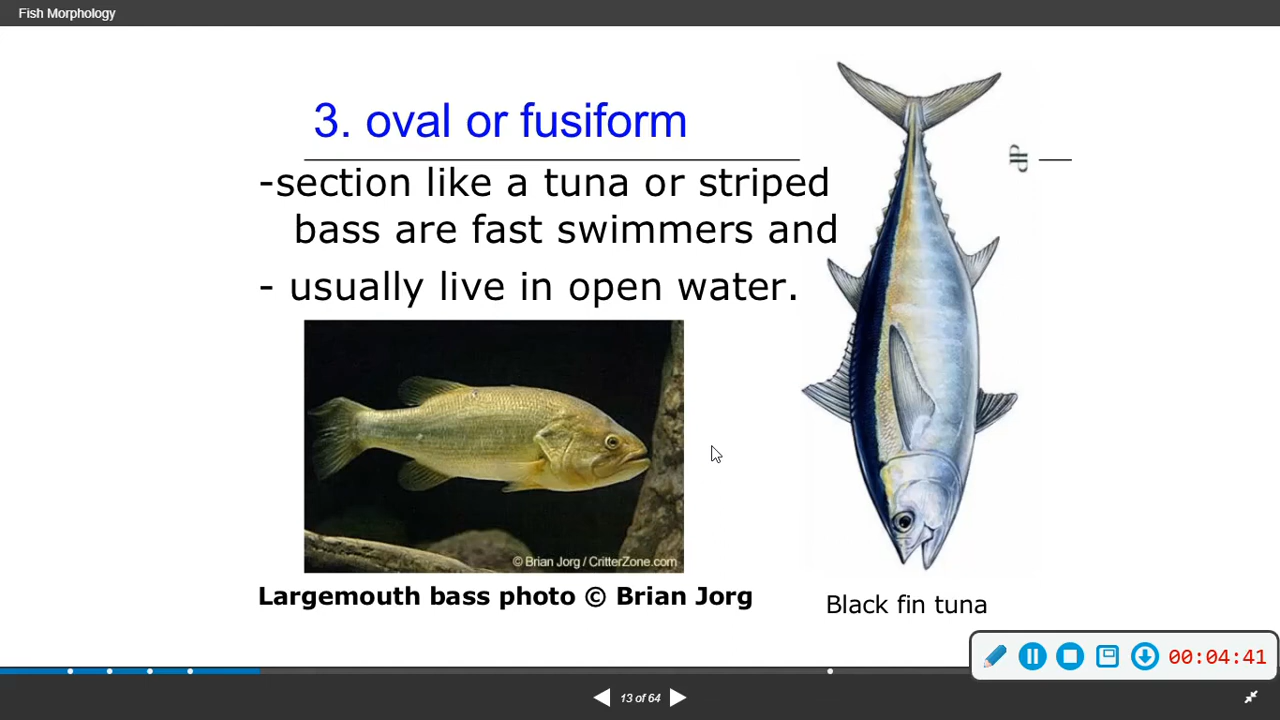 Fish Morphology
3. oval or fusiform
-section like a tuna or striped
bass are fast swimmers and
- usually live in open water.
© Brian Jorg / CritterZone.com
Largemouth bass photo © Brian Jorg
Black fin tuna
00:04:41
13 of 64